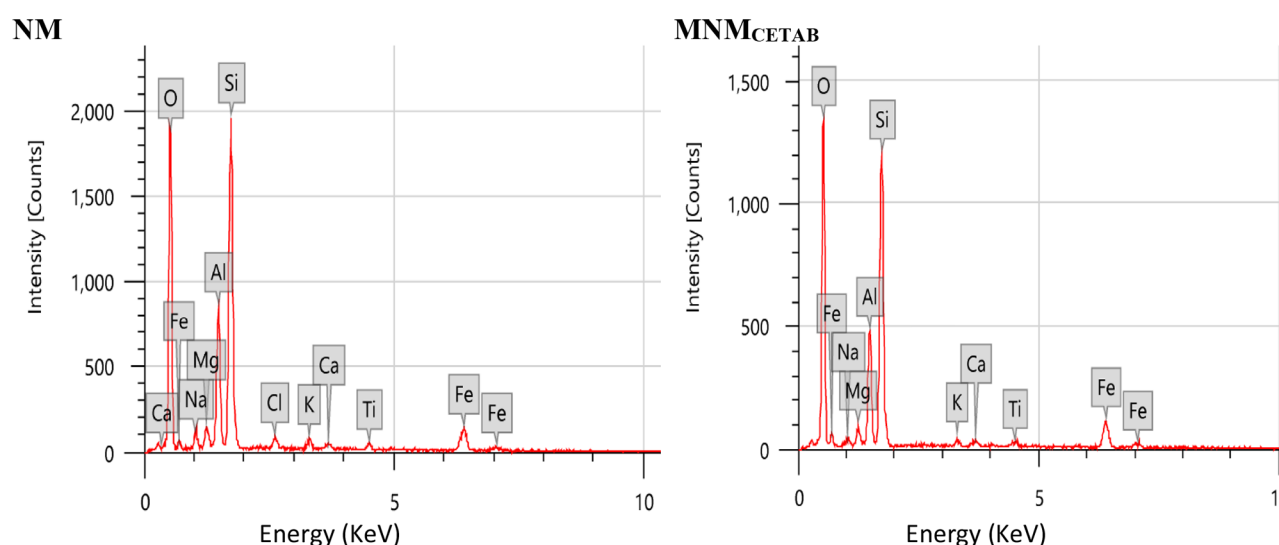 NM
Intensity [Counts]
2,000
1,500
1,000
500
0
O
Si
Al
Fe
Mg
Na
Ca
Cl
K
Ca
Ti
Fe
Fe
0
5
10
Energy (KeV)
MNMCETAB
Intensity [Counts]
1,500
1,000
500
0
O
Si
Al
Fe
Na
Mg
K
Ca
Ti
Fe
Fe
0
5
1
Energy (KeV)